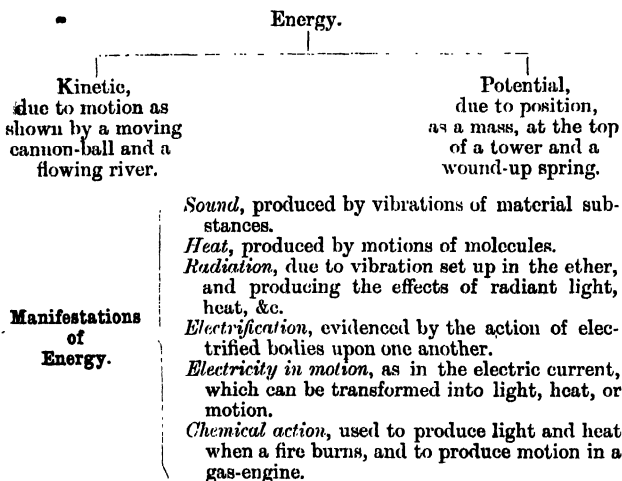 Energy.
Kinetic,
due to motion as
shown by a moving
cannon-ball and a
flowing river.
Potential,
due to position,
as a mass, at the top
of a tower and a
wound-up spring.
Manifestations
of
Energy.
Sound, produced by vibrations of material sub-
stances.
Heat, produced by motions of molecules.
Radiation, due to vibration set up in the ether,
and producing the effects of radiant light,
heat, &c.
Electrification, evidenced by the action of elec-
trified bodies upon one another.
Electricity in motion, as in the electric current,
which can be transformed into light, heat, or
motion.
Chemical action, used to produce light and heat
when a fire burns, and to produce motion in a
gas-engine.